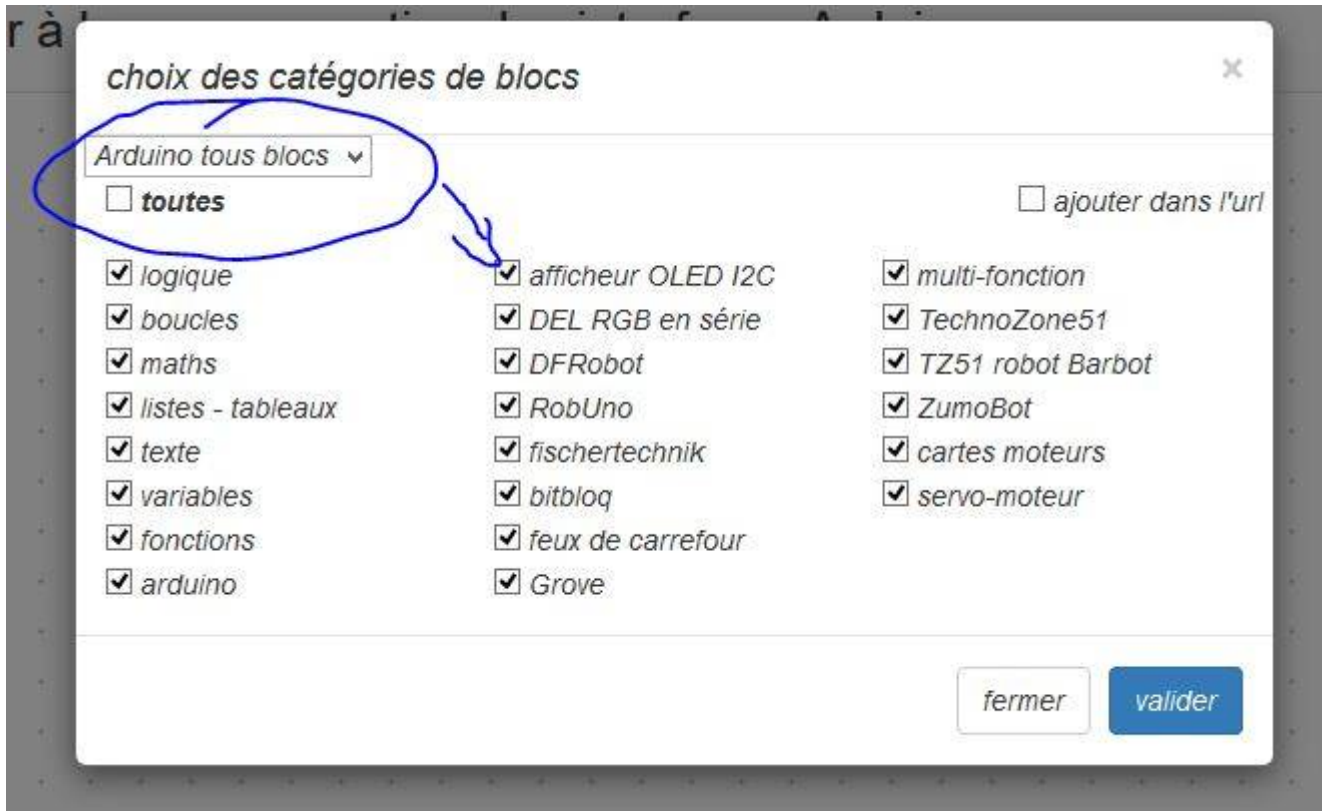 r à
choix des catégories de blocs
×
Arduino tous blocs
toutes
ajouter dans l'url
logique
boucles
maths
listes - tableaux
texte
variables
fonctions
arduino
afficheur OLED I2C
DEL RGB en série
DFRobot
RobUno
fischertechnik
bitbloq
feux de carrefour
Grove
multi-fonction
TechnoZone51
TZ51 robot Barbot
ZumoBot
cartes moteurs
servo-moteur
fermer
valider